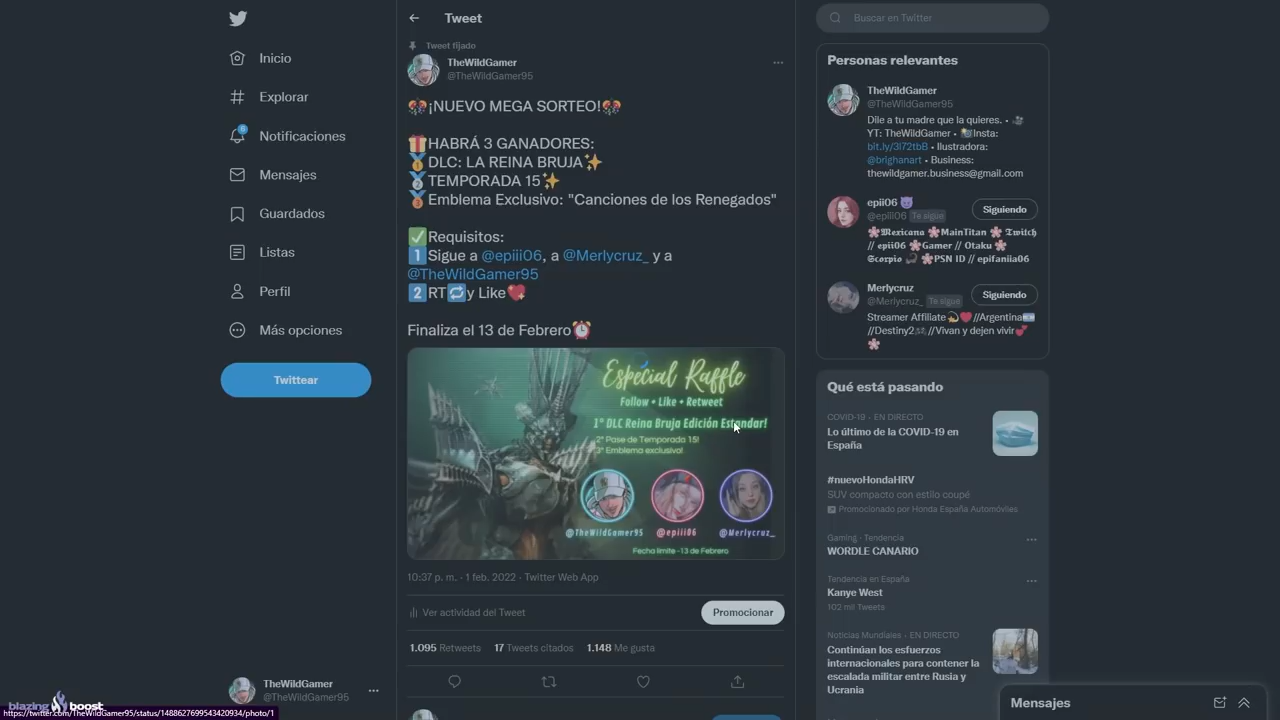 Inicio
Explorar
6
Notificaciones
Mensajes
Guardados
Listas
Perfil
Más opciones
Twittear
TheWildGamer
@TheWildGamer95
blazing boost
https://twitter.com/TheWildGamer95/status/1488627699543420934/photo/1
Tweet
Tweet fijado
TheWildGamer
@TheWildGamer95
¡NUEVO MEGA SORTEO!
HABRÁ 3 GANADORES:
DLC: LA REINA BRUJA
TEMPORADA 15
Emblema Exclusivo: "Canciones de los Renegados"
Requisitos:
1 Sigue a @epiii06, a @Merlycruz_ y a
@TheWildGamer95
2 RT y Like
Finaliza el 13 de Febrero
Especial Raffle
Follow + Like + Retweet
1º DLC Reina Bruja Edición Estandar!
2º Pase de Temporada 15!
3º Emblema exclusivo!
@TheWildGamer95 @epiii06 @Merlycruz_
Fecha limite -13 de Febrero
10:37 p. m. · 1 feb. 2022 · Twitter Web App
Ver actividad del Tweet
Promocionar
1.095 Retweets 17 Tweets citados 1.148 Me gusta
Buscar en Twitter
Personas relevantes
TheWildGamer
@TheWildGamer95
Dile a tu madre que la quieres. •
YT: TheWildGamer • Insta:
bit.ly/3l72tbB • Ilustradora:
@brighanart • Business:
thewildgamer.business@gmail.com
epii06
@epiii06 Te sigue
Siguiendo
Mexicana MainTitan Twitch
// epii06 Gamer // Otaku
Scorpio PSN ID // epifaniia06
Merlycruz
@Merlycruz_ Te sigue
Siguiendo
Streamer Affiliate //Argentina
//Destiny2 //Vivan y dejen vivir
Qué está pasando
COVID-19 · EN DIRECTO
Lo último de la COVID-19 en
España
#nuevoHondaHRV
SUV compacto con estilo coupé
Promocionado por Honda España Automóviles
Gaming · Tendencia
WORDLE CANARIO
Tendencia en España
Kanye West
102 mil Tweets
Noticias Mundiales · EN DIRECTO
Continúan los esfuerzos
internacionales para contener la
escalada militar entre Rusia y
Ucrania
Mensajes